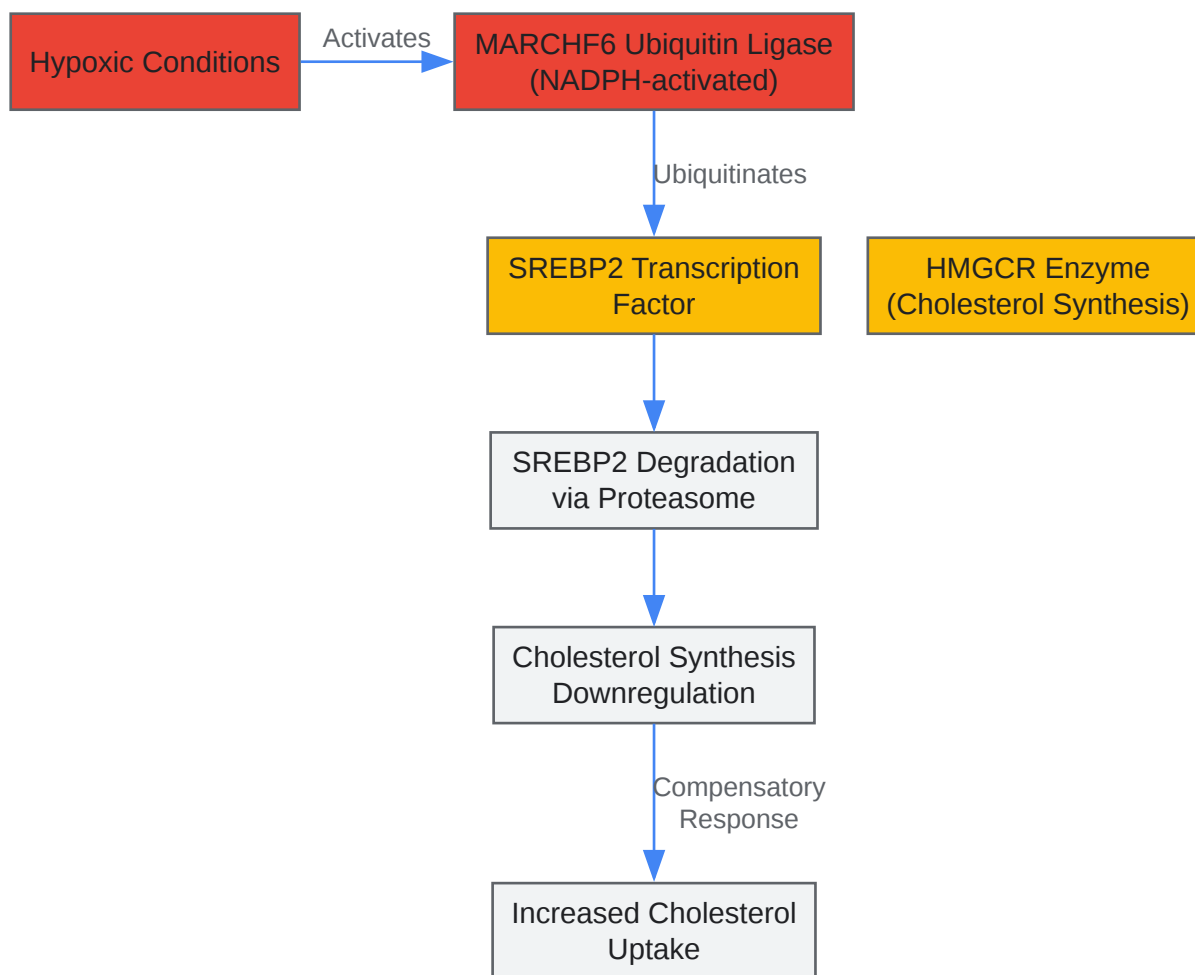 Hypoxic Conditions
Activates
MARCHF6 Ubiquitin Ligase
(NADPH-activated)
Ubiquitinates
SREBP2 Transcription
Factor
HMGCR Enzyme
(Cholesterol Synthesis)
SREBP2 Degradation
via Proteasome
Cholesterol Synthesis
Downregulation
Compensatory
Response
Increased Cholesterol
Uptake